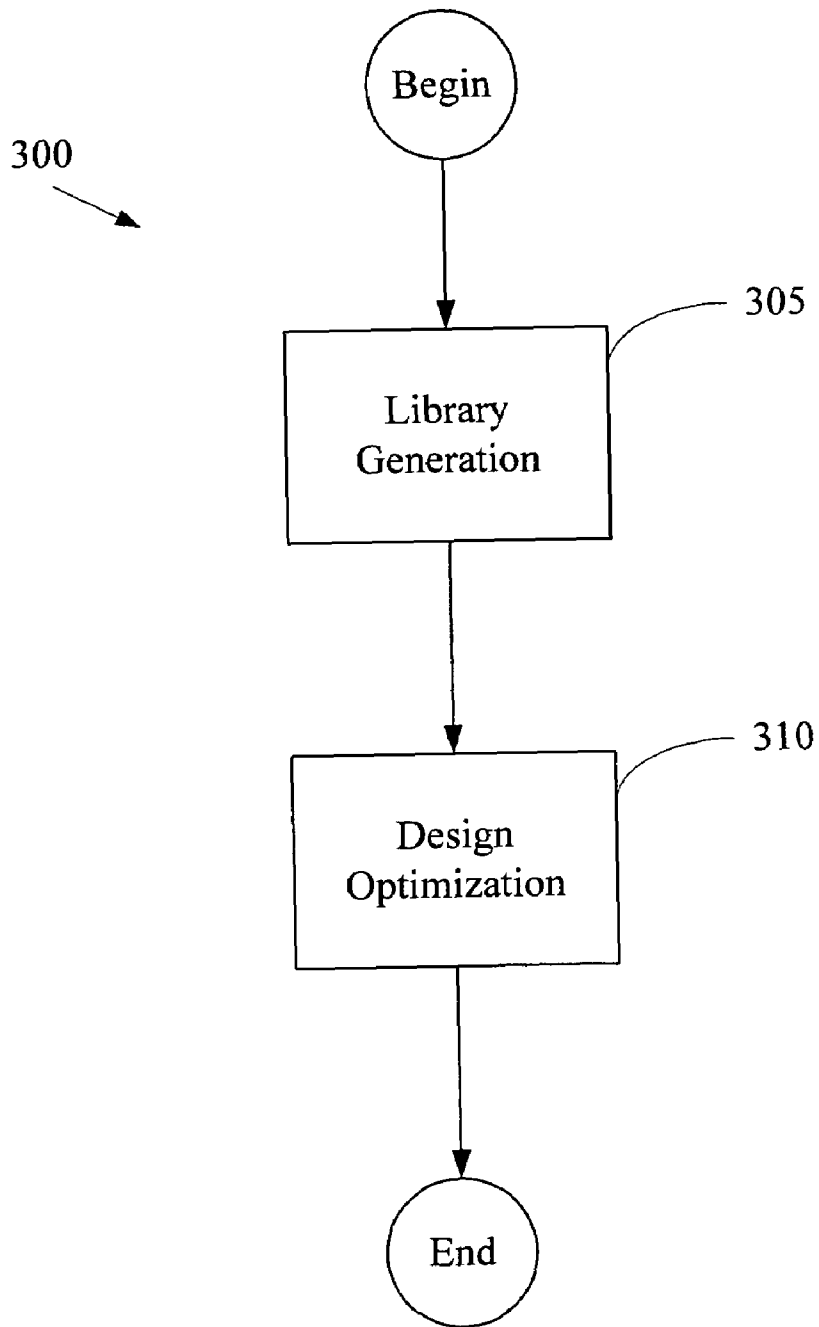 Begin
300
305
Library
Generation
310
Design
Optimization
End